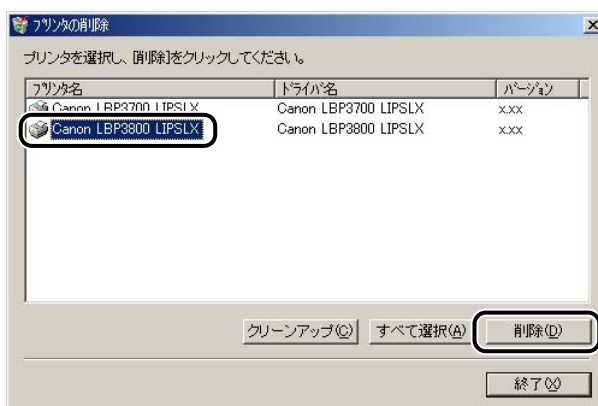 プリンタの削除
プリンタを選択し、[削除]をクリックしてください。
プリンタ名 ドライバ名 バージョン
Canon LBP3700 LIPSLX Canon LBP3700 LIPSLX x.xx
Canon LBP3800 LIPSLX Canon LBP3800 LIPSLX x.xx
クリーンアップ(C) すべて選択(A) 削除(D)
終了(X)